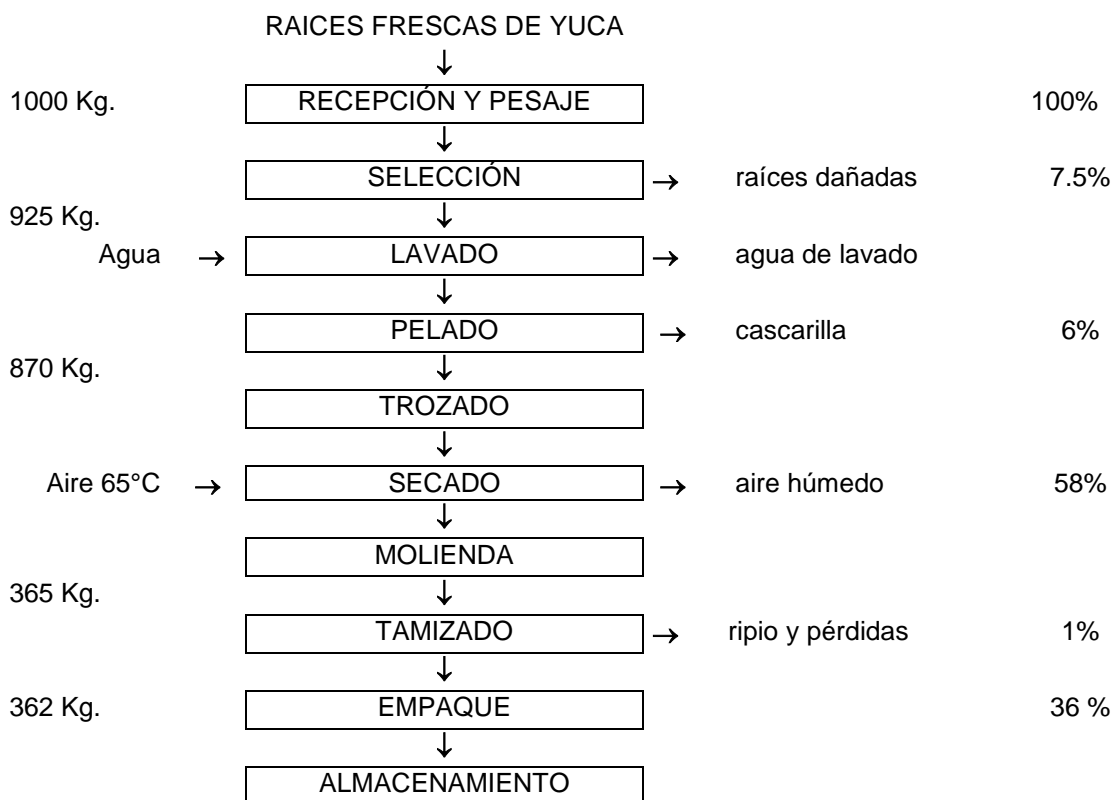 RAICES FRESCAS DE YUCA
↓
1000 Kg. RECEPCIÓN Y PESAJE 100%
↓
SELECCIÓN → raíces dañadas 7.5%
925 Kg. ↓
Agua → LAVADO → agua de lavado
↓
PELADO → cascarilla 6%
870 Kg. ↓
TROZADO
↓
Aire 65°C → SECADO → aire húmedo 58%
↓
MOLIENDA
365 Kg. ↓
TAMIZADO → ripio y pérdidas 1%
↓
362 Kg. EMPAQUE 36 %
↓
ALMACENAMIENTO